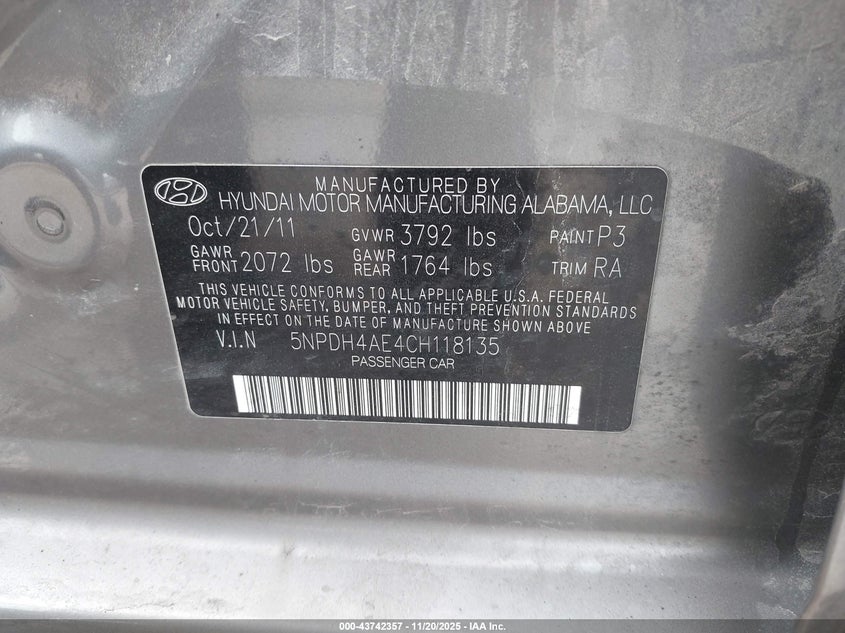 MANUFACTURED BY
HYUNDAI MOTOR MANUFACTURING ALABAMA, LLC
Oct/21/11 GVWR 3792 lbs PAINT P3
GAWR FRONT 2072 lbs GAWR REAR 1764 lbs TRIM RA
THIS VEHICLE CONFORMS TO ALL APPLICABLE U.S.A. FEDERAL
MOTOR VEHICLE SAFETY, BUMPER, AND THEFT PREVENTION STANDARDS
IN EFFECT ON THE DATE OF MANUFACTURE SHOWN ABOVE
V.I.N 5NPDH4AE4CH118135
PASSENGER CAR
000-43742357 - 11/20/2025 - IAA Inc.